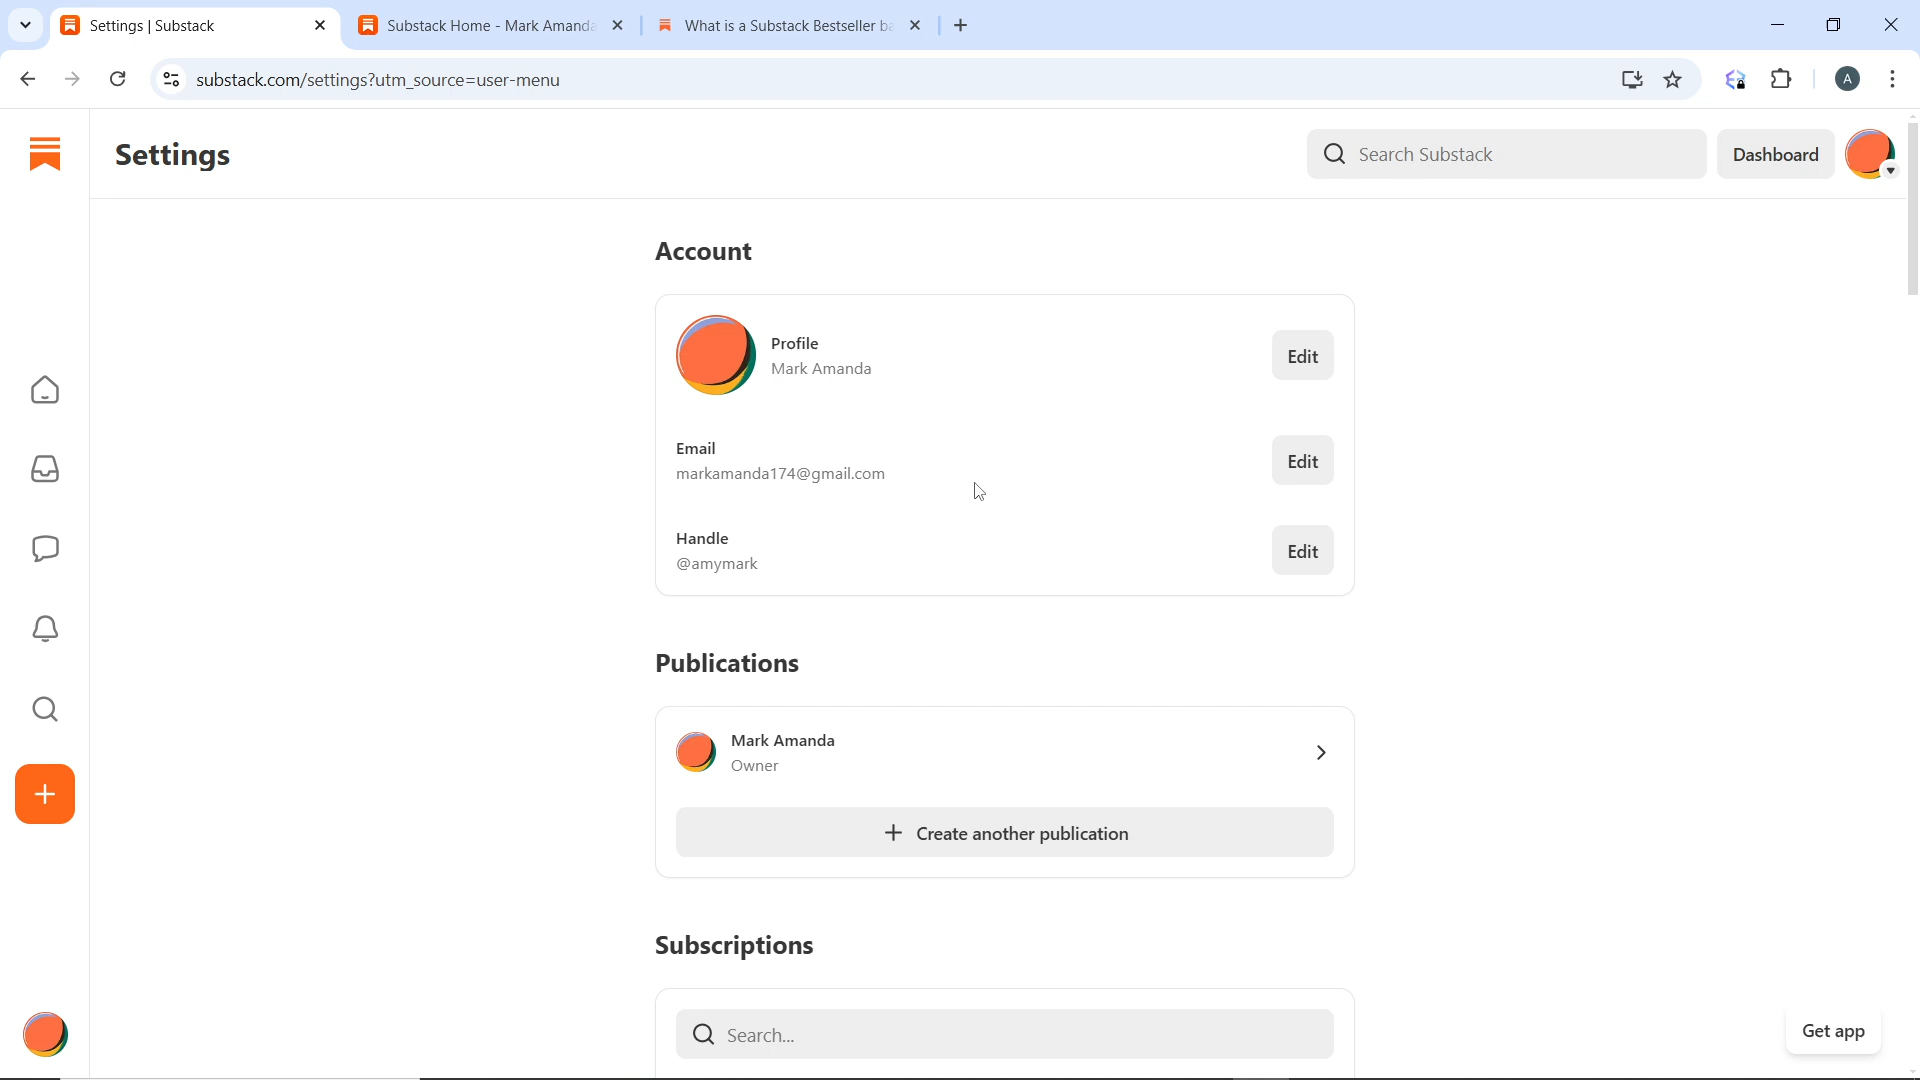 Settings | Substack
Substack Home - Mark Amanda
What is a Substack Bestseller ba
substack.com/settings?utm_source=user-menu
A
Settings
Search Substack
Dashboard
Account
Profile
Mark Amanda
Edit
Email
markamanda174@gmail.com
Edit
Handle
@amymark
Edit
Publications
Mark Amanda
Owner
Create another publication
Subscriptions
Search...
Get app